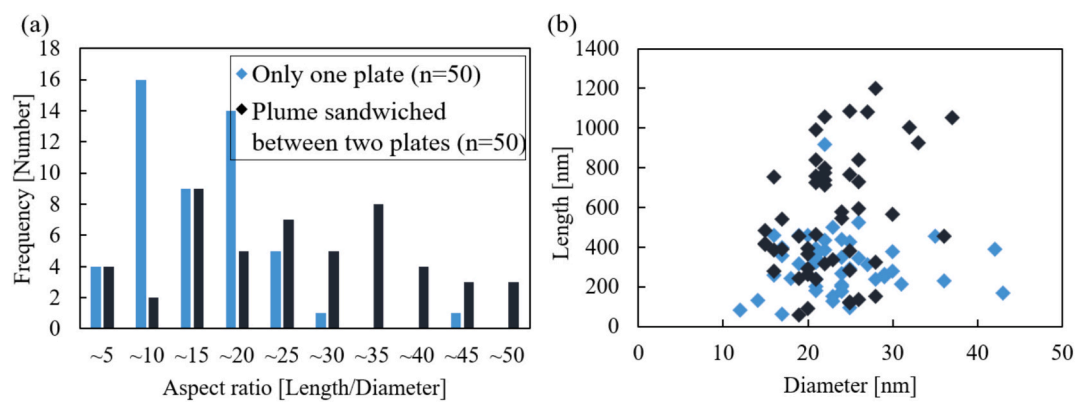 (a)
18
16
14
12
10
8
6
4
2
0
Frequency [Number]
Only one plate (n=50)
Plume sandwiched
between two plates (n=50)
~5 ~10 ~15 ~20 ~25 ~30 ~35 ~40 ~45 ~50
Aspect ratio [Length/Diameter]
(b)
1400
1200
1000
800
600
400
200
0
Length [nm]
0 10 20 30 40 50
Diameter [nm]